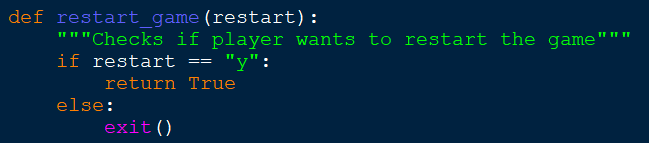 def restart_game(restart):
    """Checks if player wants to restart the game"""
    if restart == "y":
        return True
    else:
        exit()